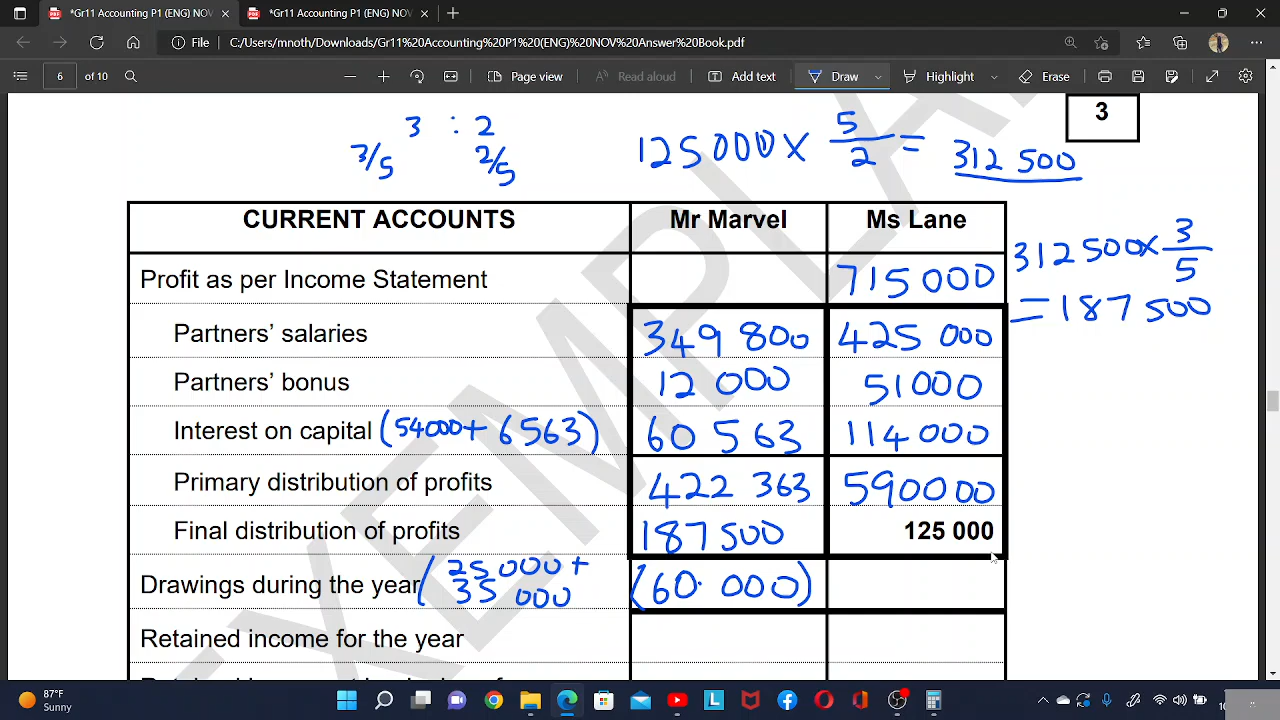 *Gr11 Accounting P1 (ENG) NOV
*Gr11 Accounting P1 (ENG) NOV
File
C:/Users/mnoth/Downloads/Gr11%20Accounting%20P1%20(ENG)%20NOV%20Answer%20Book.pdf
6 of 10
Page view
Read aloud
Add text
Draw
Highlight
Erase
3
3 : 2
3/5 2/5
125000 x 5/2 = 312 500
CURRENT ACCOUNTS Mr Marvel Ms Lane
312500 x 3/5
= 187 500
Profit as per Income Statement 715 000
Partners' salaries 349 800 425 000
Partners' bonus 12 000 51000
Interest on capital (54000+ 6563) 60 563 114 000
Primary distribution of profits 422 363 590000
Final distribution of profits 187 500 125 000
Drawings during the year (25 000 + 35 000 (60 000)
Retained income for the year
EXEMPLA
87°F
Sunny